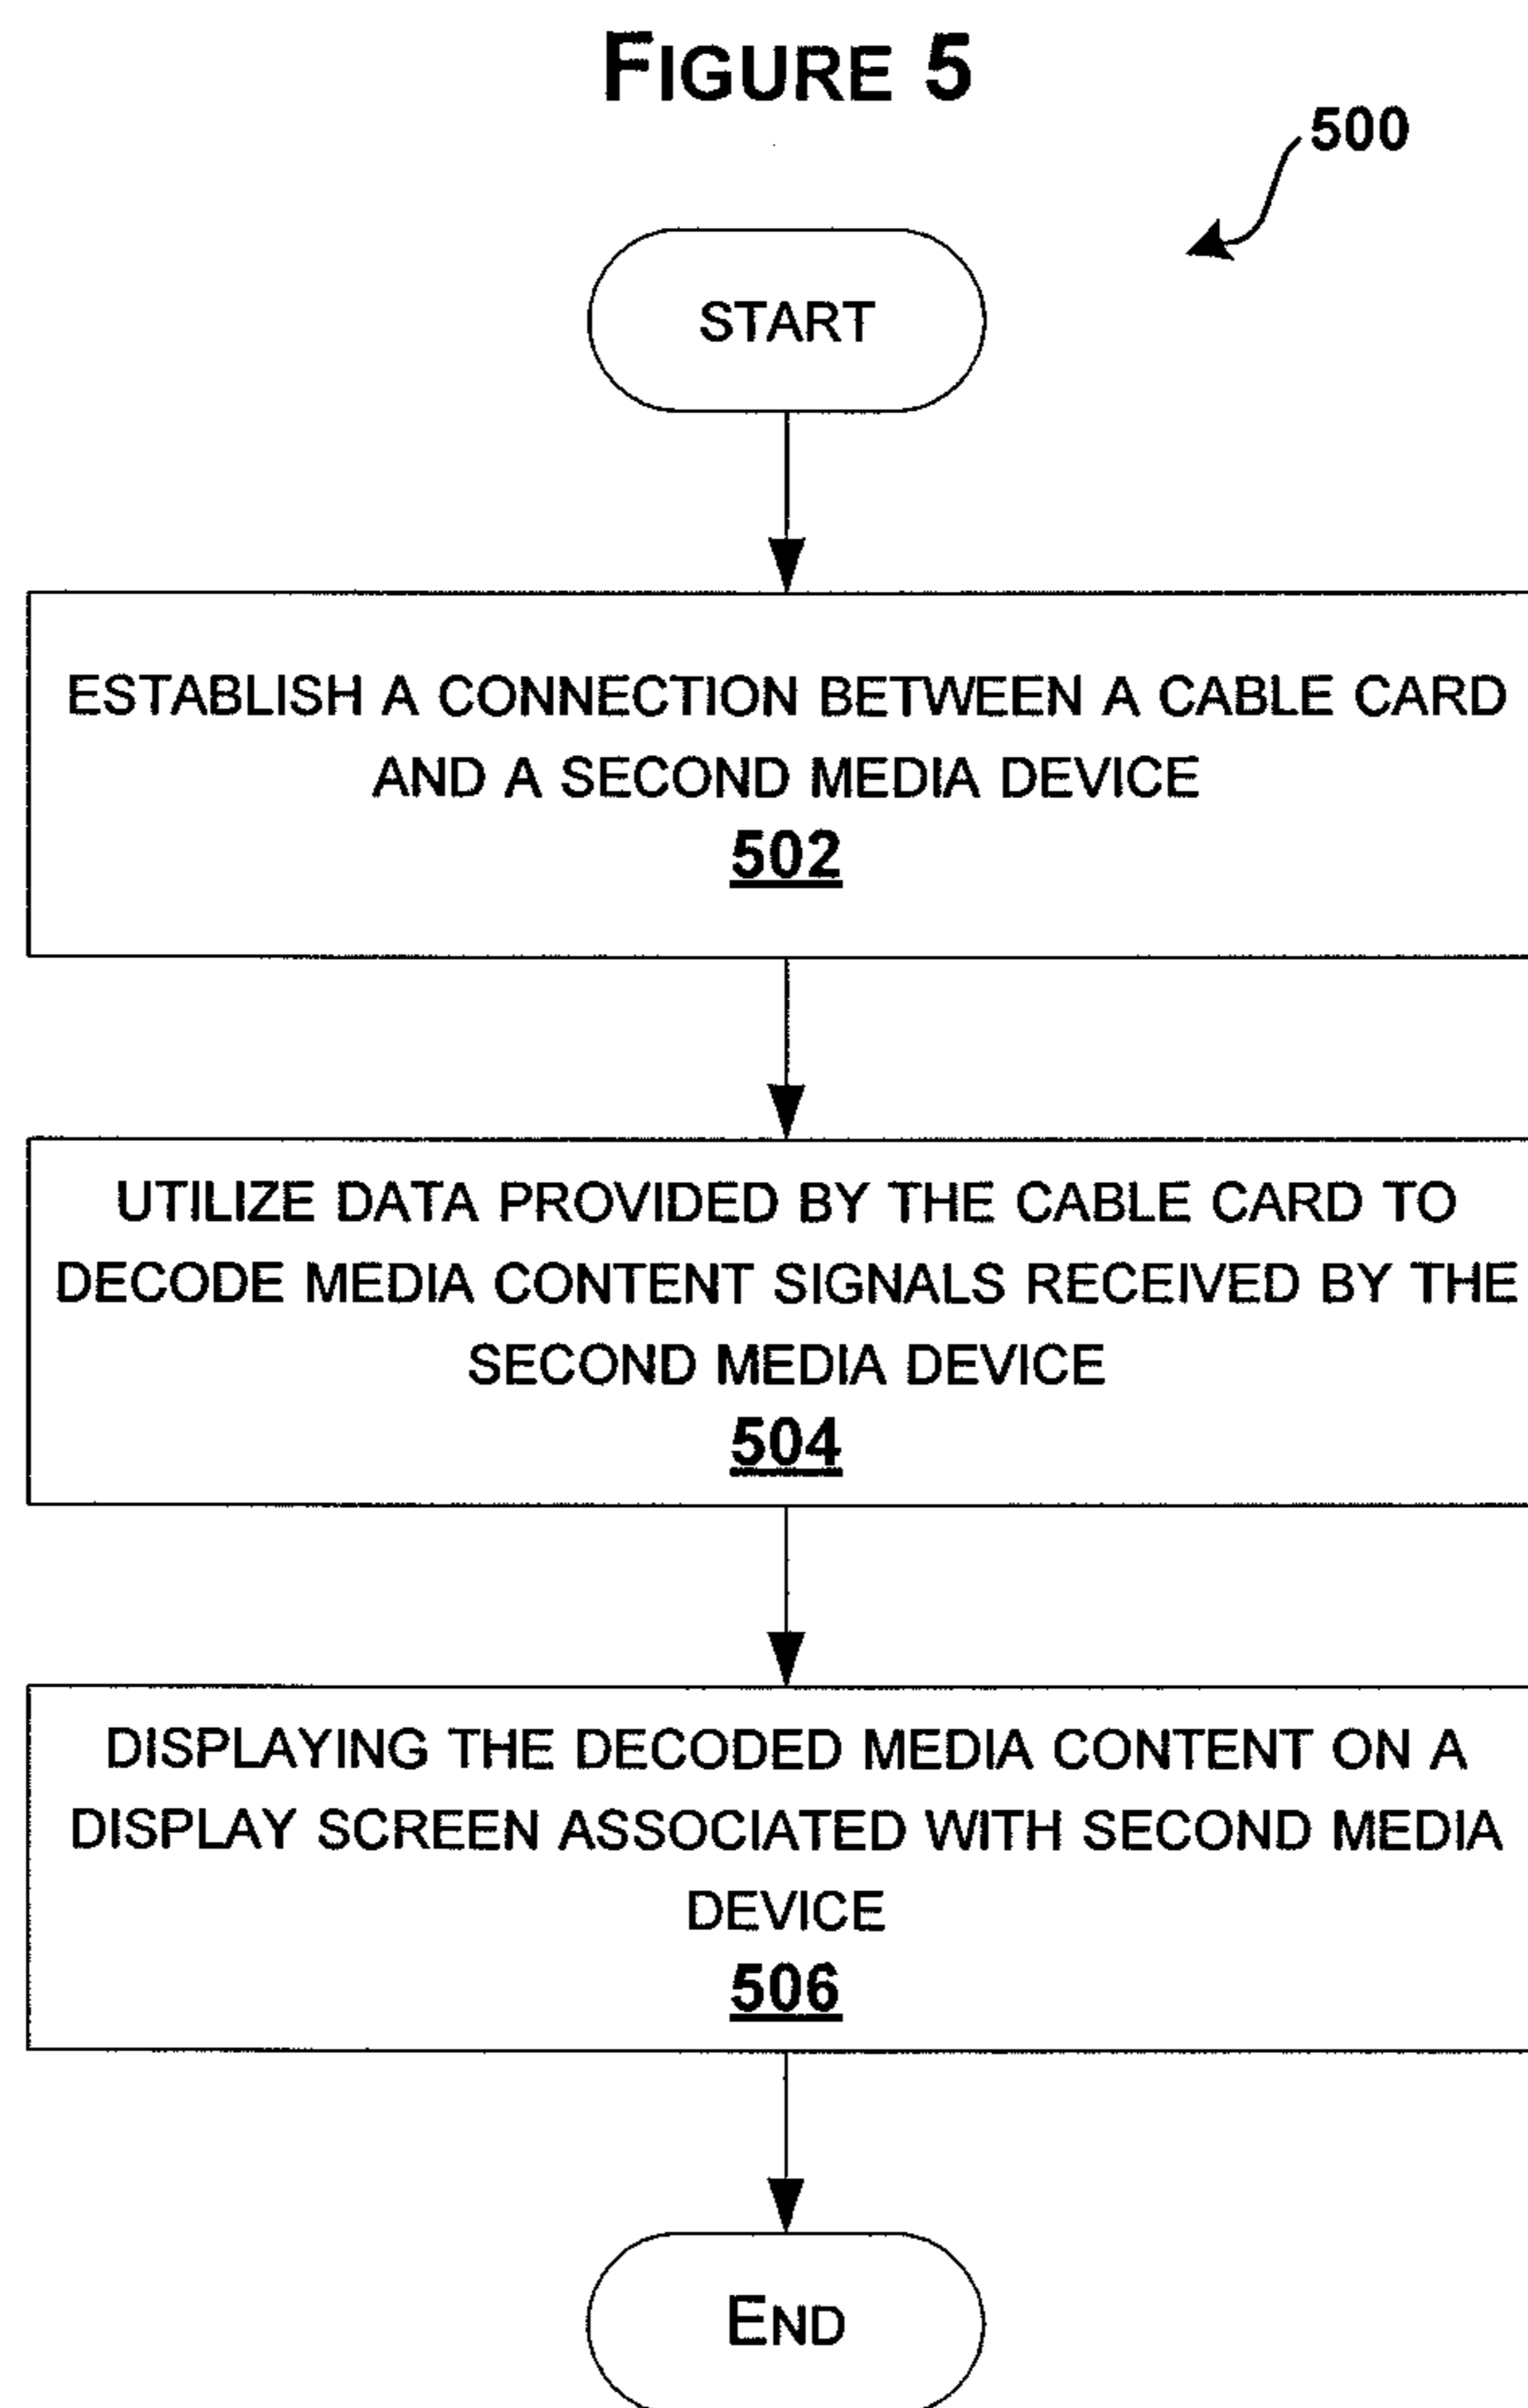 FIGURE 5
500
START
ESTABLISH A CONNECTION BETWEEN A CABLE CARD
AND A SECOND MEDIA DEVICE
502
UTILIZE DATA PROVIDED BY THE CABLE CARD TO
DECODE MEDIA CONTENT SIGNALS RECEIVED BY THE
SECOND MEDIA DEVICE
504
DISPLAYING THE DECODED MEDIA CONTENT ON A
DISPLAY SCREEN ASSOCIATED WITH SECOND MEDIA
DEVICE
506
END